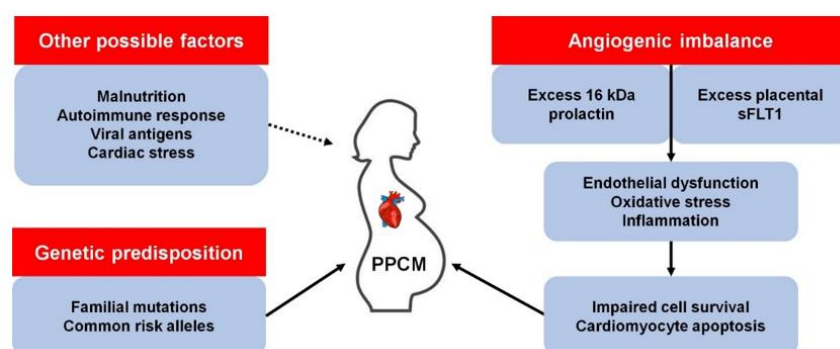 Other possible factors
Malnutrition
Autoimmune response
Viral antigens
Cardiac stress
Genetic predisposition
Familial mutations
Common risk alleles
PPCM
Angiogenic imbalance
Excess 16 kDa
prolactin
Excess placental
sFLT1
Endothelial dysfunction
Oxidative stress
Inflammation
Impaired cell survival
Cardiomyocyte apoptosis